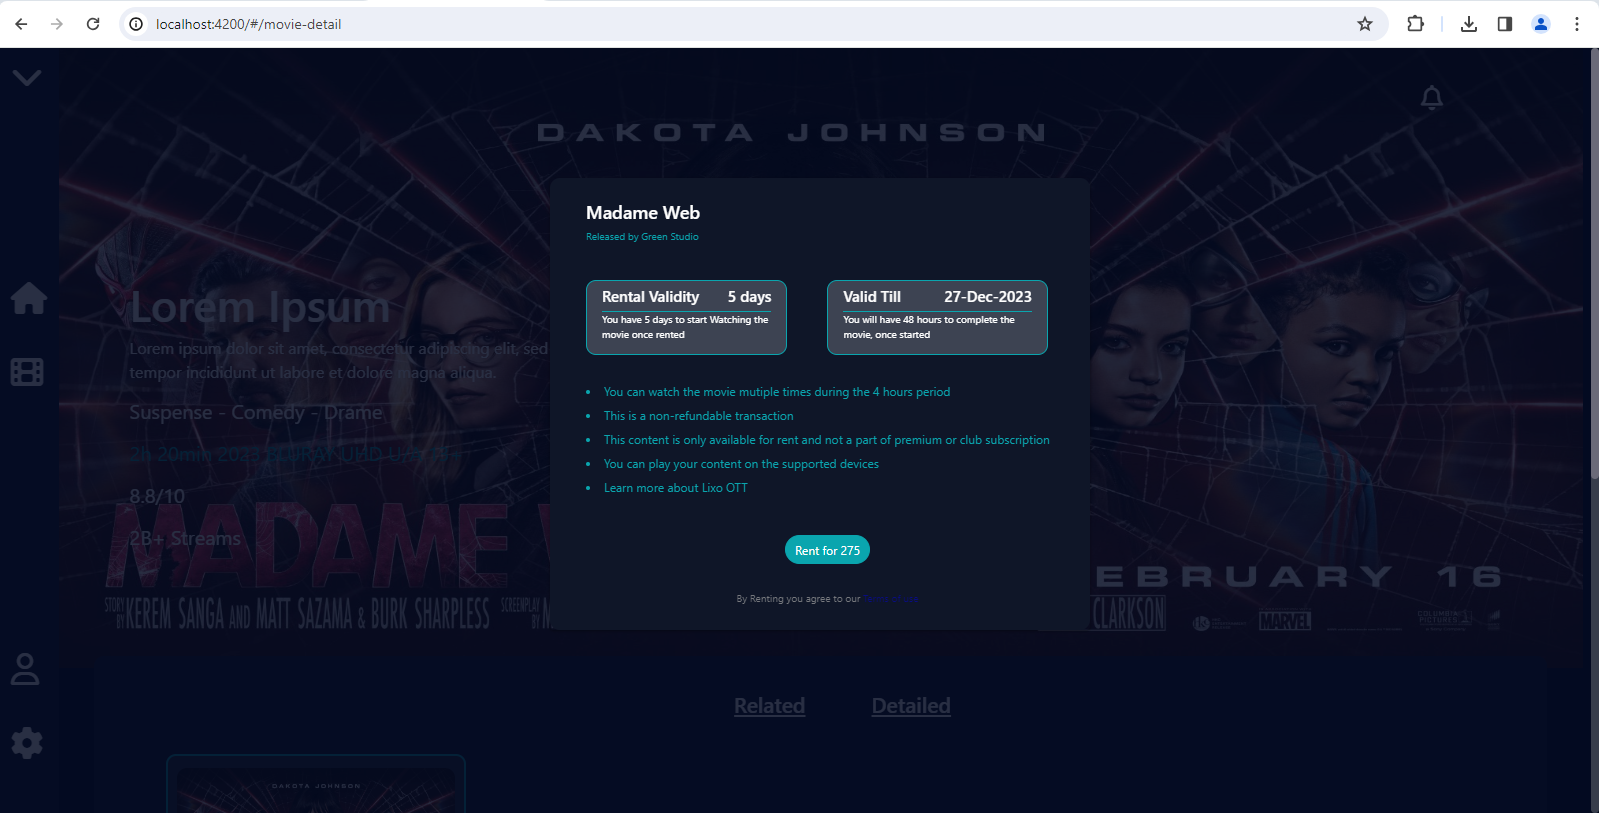 localhost:4200/#/movie-detail
DAKOTA JOHNSON
Madame Web
Released by Green Studio
Rental Validity 5 days
You have 5 days to start Watching the
movie once rented
Valid Till 27-Dec-2023
You will have 48 hours to complete the
movie, once started
You can watch the movie mutiple times during the 4 hours period
This is a non-refundable transaction
This content is only available for rent and not a part of premium or club subscription
You can play your content on the supported devices
Learn more about Lixo OTT
Rent for 275
By Renting you agree to our
Lorem Ipsum
Lorem ipsum dolor sit amet, consectetur adipiscing elit, sed
tempor incididunt ut labore et dolore magna aliqua.
Suspense - Comedy - Drame
2h 20min 2023 UHD
8.8/10
2B+ Streams
MADAME
EBRUARY 16
STORY BY KEREM SANGA AND MATT SAZAMA & BURK SHARPLESS SCREENPLAY BY
CLARKSON
MARVEL
COLUMBIA
PICTURES
Related Detailed
DAKOTA JOHNSON